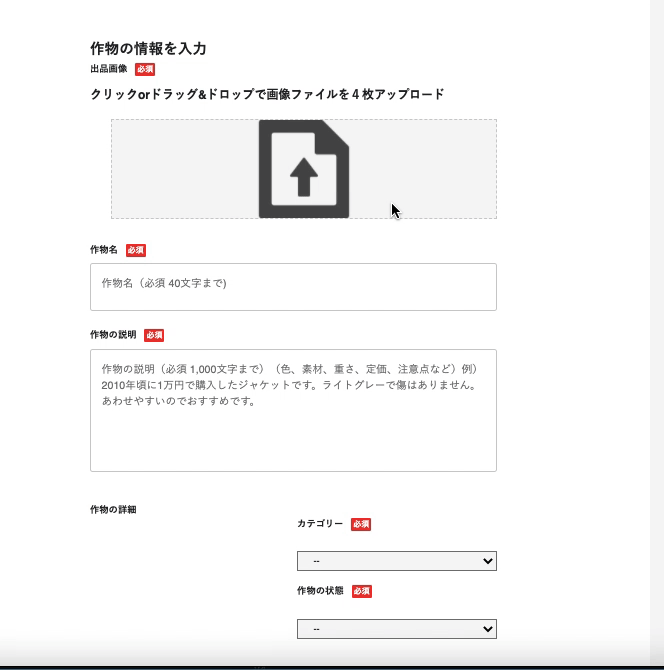 作物の情報を入力
出品画像 必須
クリックorドラッグ&ドロップで画像ファイルを４枚アップロード
作物名 必須
作物名（必須 40文字まで)
作物の説明 必須
作物の説明（必須 1,000文字まで）（色、素材、重さ、定価、注意点など）例）
2010年頃に1万円で購入したジャケットです。ライトグレーで傷はありません。
あわせやすいのでおすすめです。
作物の詳細
カテゴリー 必須
--
作物の状態 必須
--